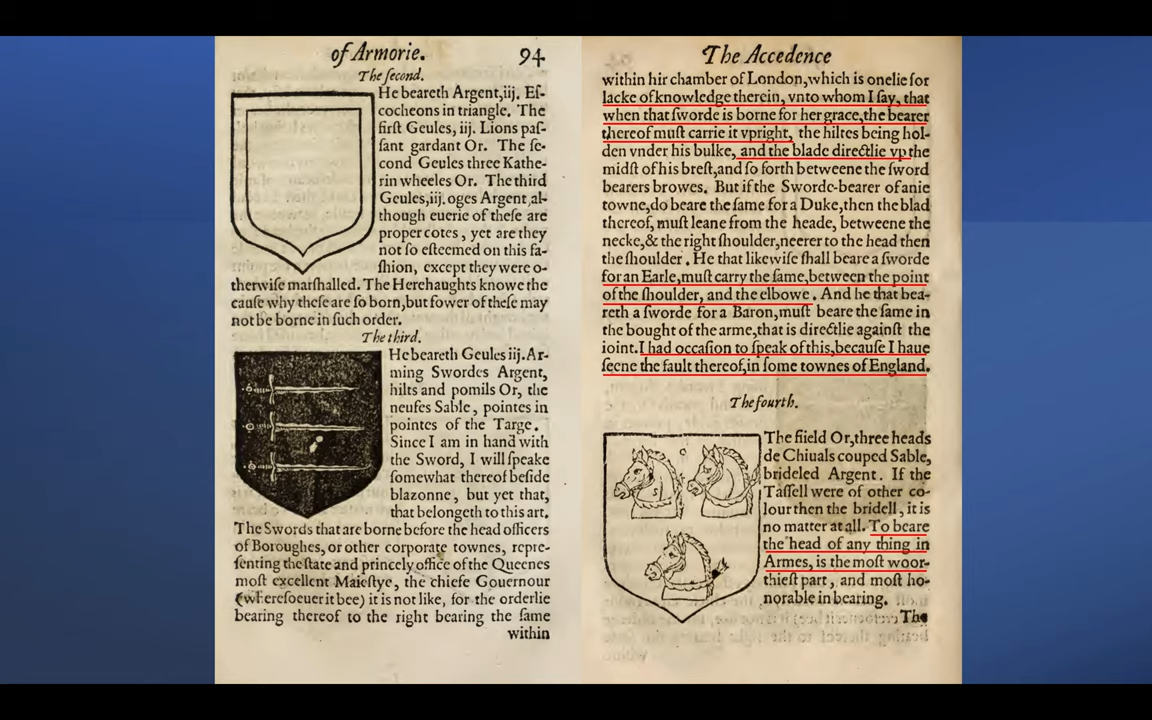 of Armorie. 94
The ſecond.
He beareth Argent,iij. Eſ-
cocheons in triangle. The
firſt Geules, iij. Lions paſ-
ſant gardant Or. The ſe-
cond Geules three Kathe-
rin wheeles Or. The third
Geules,iij. oges Argent,al-
though euerie of theſe are
proper cotes, yet are they
not ſo eſteemed on this fa-
ſhion, except they were o-
therwiſe marſhalled. The Herehaughts knowe the
cauſe why theſe are ſo born,but fower of theſe may
not be borne in ſuch order.
The third.
He beareth Geules iij. Ar-
ming Swordes Argent,
hilts and pomils Or, the
neufes Sable, pointes in
pointes of the Targe.
Since I am in hand with
the Sword, I will ſpeake
ſomewhat thereof beſide
blazonne, but yet that,
that belongeth to this art.
The Swords that are borne before the head officers
of Boroughes, or other corporate townes, repre-
ſenting the ſtate and princely office of the Queenes
moſt excellent Maieſtye, the chiefe Gouernour
(whereſoeuer it bee) it is not like, for the orderlie
bearing thereof to the right bearing the ſame
within
The Accedence
within hir chamber of London,which is onelie for
lacke of knowledge therein, vnto whom I ſay, that
when that ſworde is borne for her grace,the bearer
thereof muſt carrie it vpright, the hiltes being hol-
den vnder his bulke, and the blade directlie vp the
midſt of his breſt,and ſo forth betweene the ſword
bearers browes. But if the Sworde-bearer of anie
towne,do beare the ſame for a Duke,then the blad
thereof, muſt leane from the heade, betweene the
necke,& the right ſhoulder,neerer to the head then
the ſhoulder. He that likewiſe ſhall beare a ſworde
for an Earle,muſt carry the ſame,between the point
of the ſhoulder, and the elbowe. And he that bea-
reth a ſworde for a Baron,muſt beare the ſame in
the bought of the arme,that is directlie againſt the
ioint.I had occaſion to ſpeak of this,becauſe I haue
ſeene the fault thereof,in ſome townes of England.
The fourth.
The fiield Or,three heads
de Chiuals couped Sable,
brideled Argent. If the
Taſſell were of other co-
lour then the bridell, it is
no matter at all. To beare
the head of any thing in
Armes, is the moſt woor-
thieſt part, and moſt ho-
norable in bearing.
The